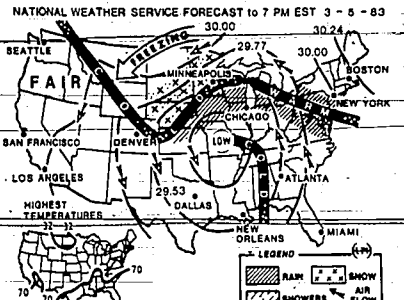 NATIONAL WEATHER SERVICE FORECAST to 7 PM EST 3 - 5 - 83
30.00
30.24
SEATTLE
FREEZING
29.77
30.00
BOSTON
FAIR
MINNEAPOLIS
NEW YORK
CHICAGO
SAN FRANCISCO
DENVER
LOW
LOS ANGELES
ATLANTA
29.53
DALLAS
HIGHEST
TEMPERATURES
32
32
NEW
ORLEANS
MIAMI
LEGEND
70
RAIN
SNOW
70
SHOWERS
AIR
FLOW